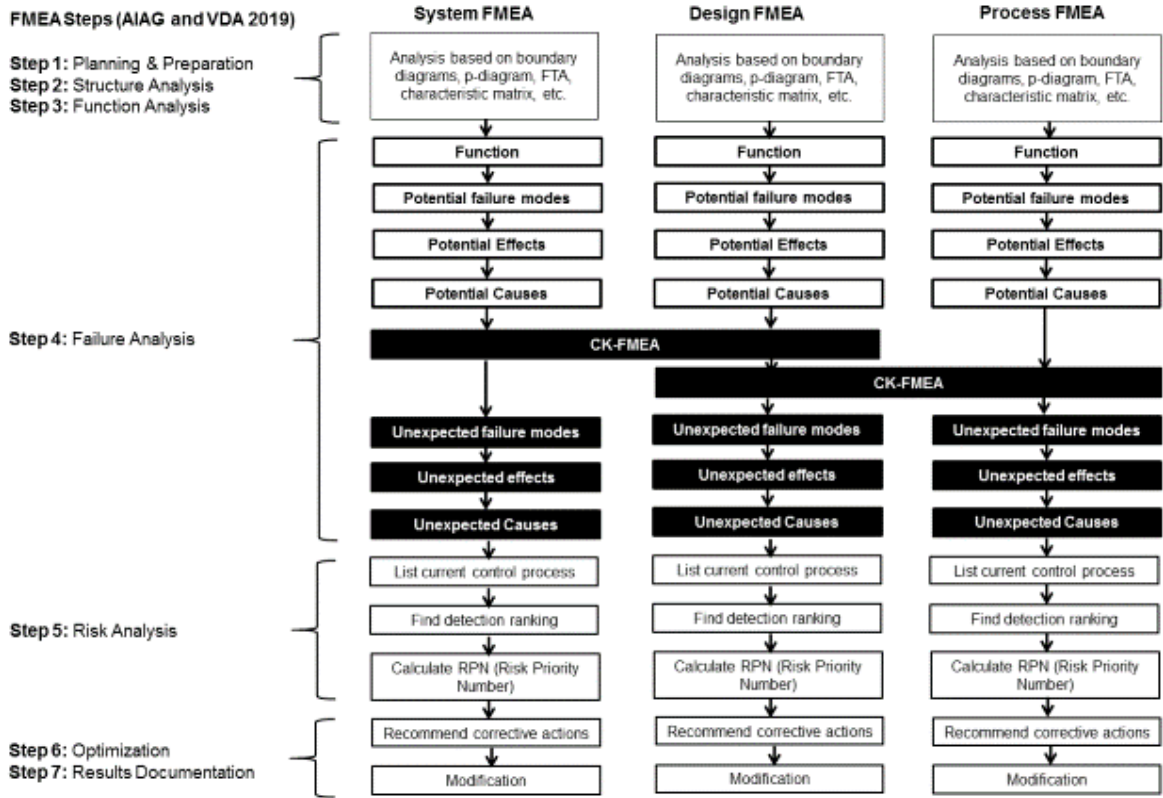 FMEA Steps (AIAG and VDA 2019)
System FMEA
Design FMEA
Process FMEA
Step 1: Planning & Preparation
Step 2: Structure Analysis
Step 3: Function Analysis
Analysis based on boundary
diagrams, p-diagram, FTA,
characteristic matrix, etc.
Analysis based on boundary
diagrams, p-diagram, FTA,
characteristic matrix, etc.
Analysis based on boundary
diagrams, p-diagram, FTA,
characteristic matrix, etc.
Function
Function
Function
Potential failure modes
Potential failure modes
Potential failure modes
Potential Effects
Potential Effects
Potential Effects
Potential Causes
Potential Causes
Potential Causes
Step 4: Failure Analysis
CK-FMEA
CK-FMEA
Unexpected failure modes
Unexpected failure modes
Unexpected failure modes
Unexpected effects
Unexpected effects
Unexpected effects
Unexpected Causes
Unexpected Causes
Unexpected Causes
Step 5: Risk Analysis
List current control process
List current control process
List current control process
Find detection ranking
Find detection ranking
Find detection ranking
Calculate RPN (Risk Priority
Number)
Calculate RPN (Risk Priority
Number)
Calculate RPN (Risk Priority
Number)
Step 6: Optimization
Step 7: Results Documentation
Recommend corrective actions
Recommend corrective actions
Recommend corrective actions
Modification
Modification
Modification